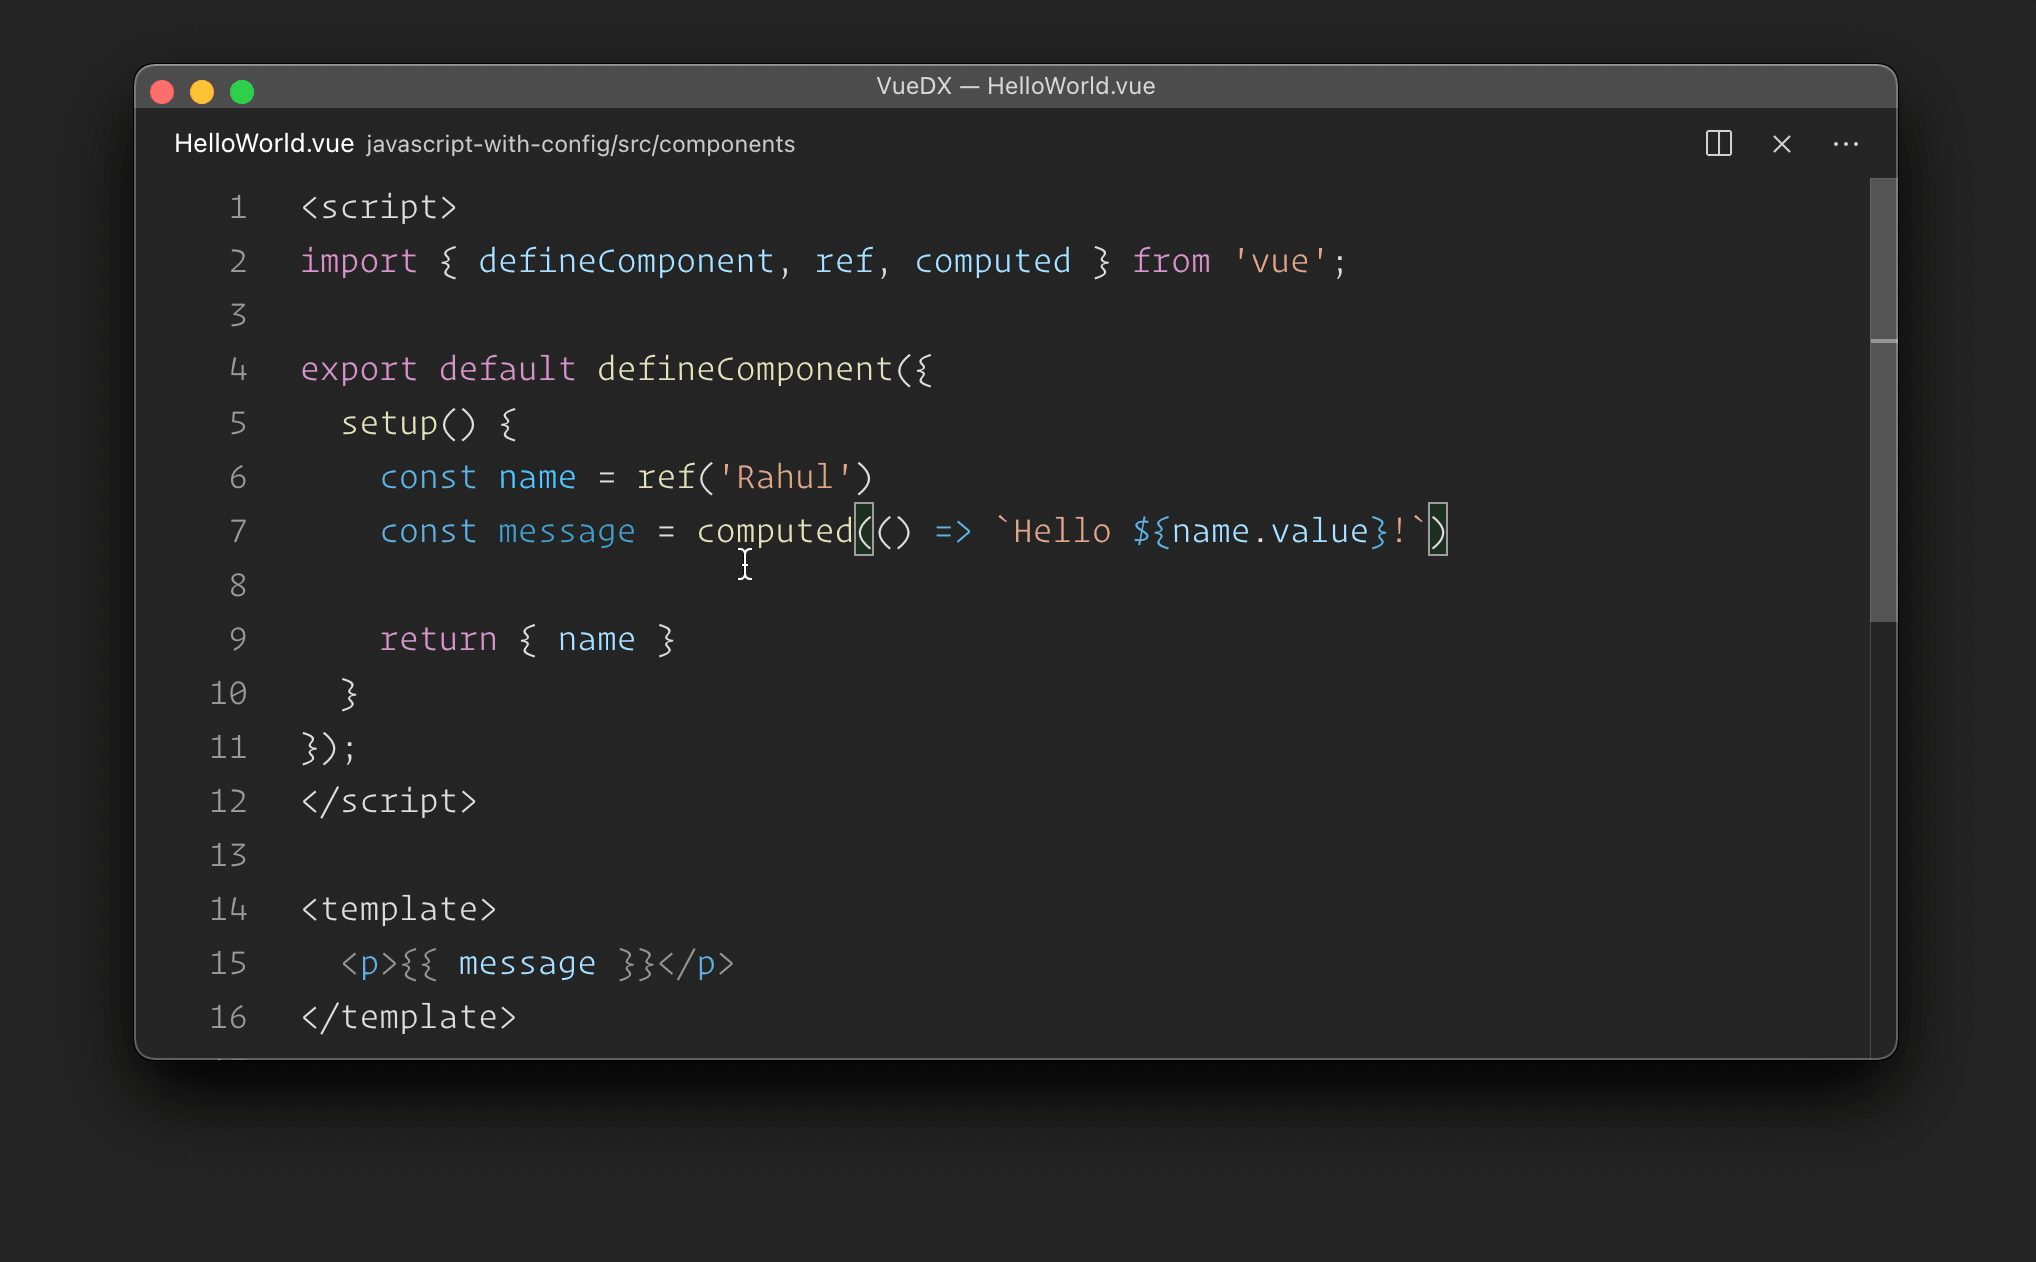 VueDX — HelloWorld.vue
HelloWorld.vue javascript-with-config/src/components
1 <script>
2 import { defineComponent, ref, computed } from 'vue';
3
4 export default defineComponent({
5   setup() {
6     const name = ref('Rahul')
7     const message = computed(() => `Hello ${name.value}!`)
8
9     return { name }
10   }
11 });
12 </script>
13
14 <template>
15   <p>{{ message }}</p>
16 </template>